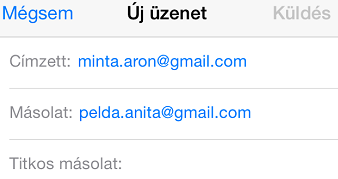 Mégsem Új üzenet Küldés
Címzett: minta.aron@gmail.com
Másolat: pelda.anita@gmail.com
Titkos másolat: